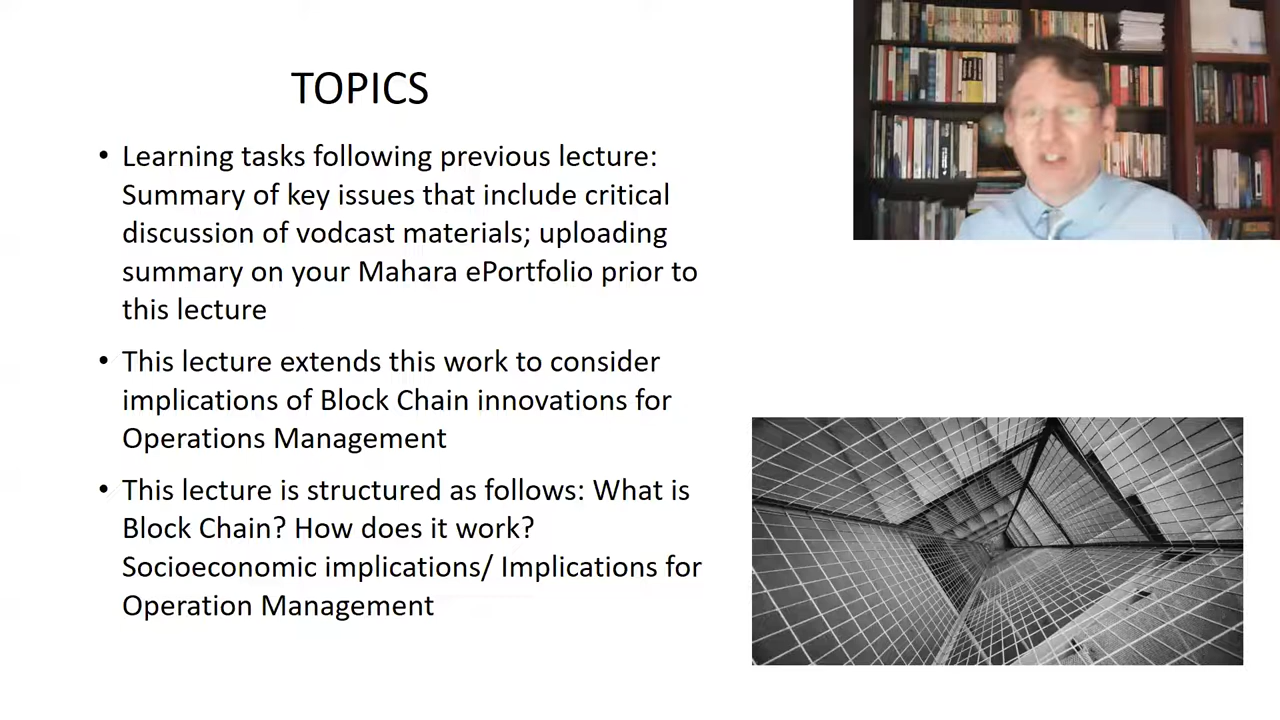 TOPICS
• Learning tasks following previous lecture:
Summary of key issues that include critical
discussion of vodcast materials; uploading
summary on your Mahara ePortfolio prior to
this lecture
• This lecture extends this work to consider
implications of Block Chain innovations for
Operations Management
• This lecture is structured as follows: What is
Block Chain? How does it work?
Socioeconomic implications/ Implications for
Operation Management